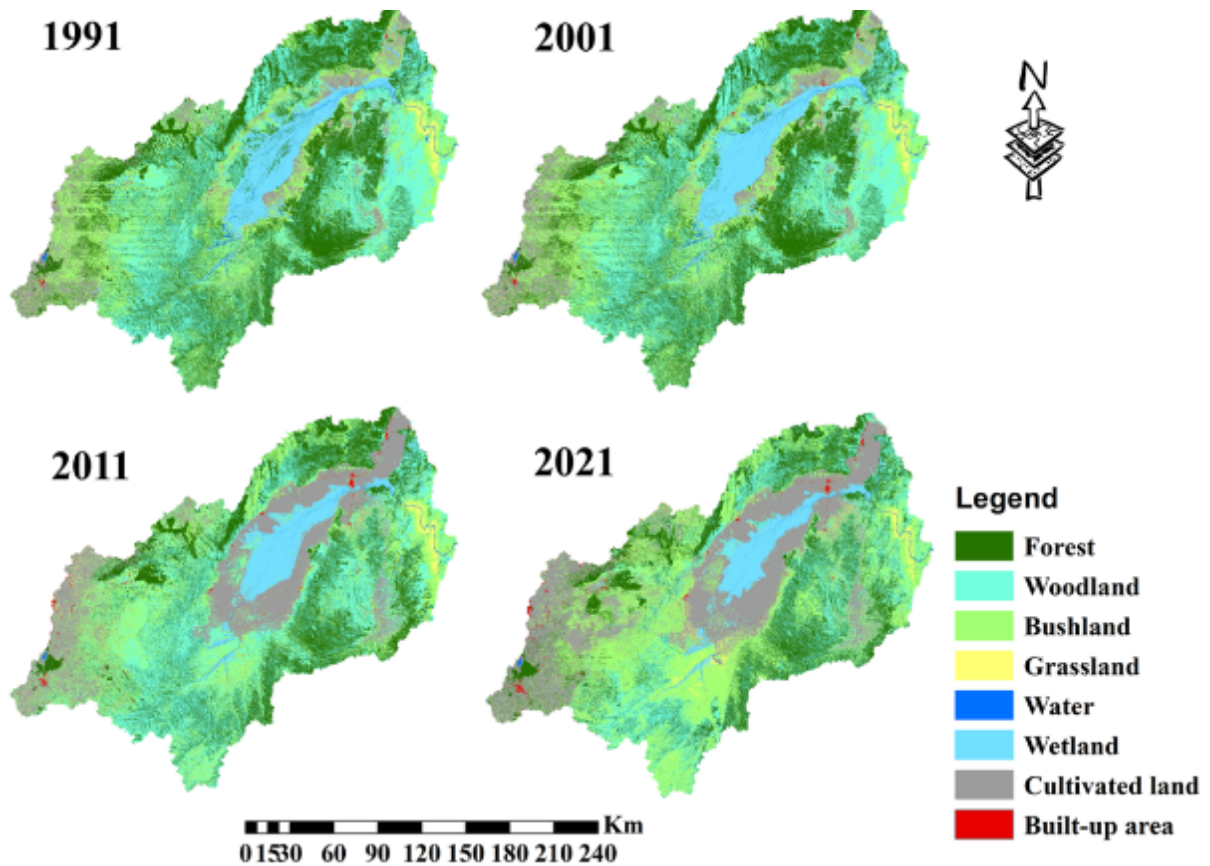 1991
2001
N
2011
2021
Legend
Forest
Woodland
Bushland
Grassland
Water
Wetland
Cultivated land
Built-up area
Km
0 15 30 60 90 120 150 180 210 240